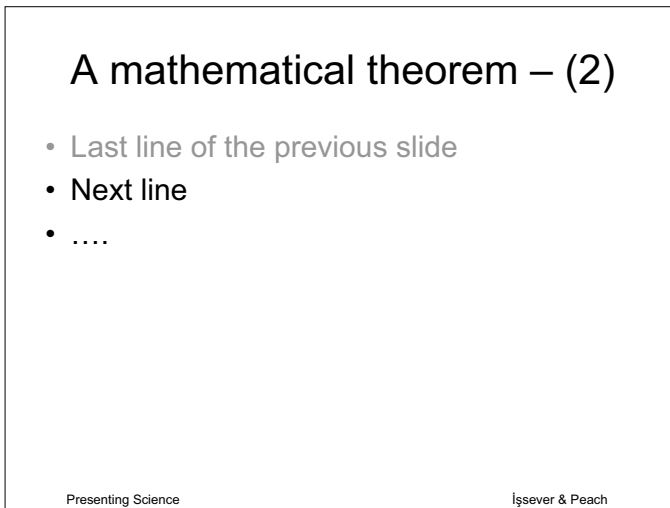 A mathematical theorem – (2)
• Last line of the previous slide
• Next line
• ….
Presenting Science
İşsever & Peach